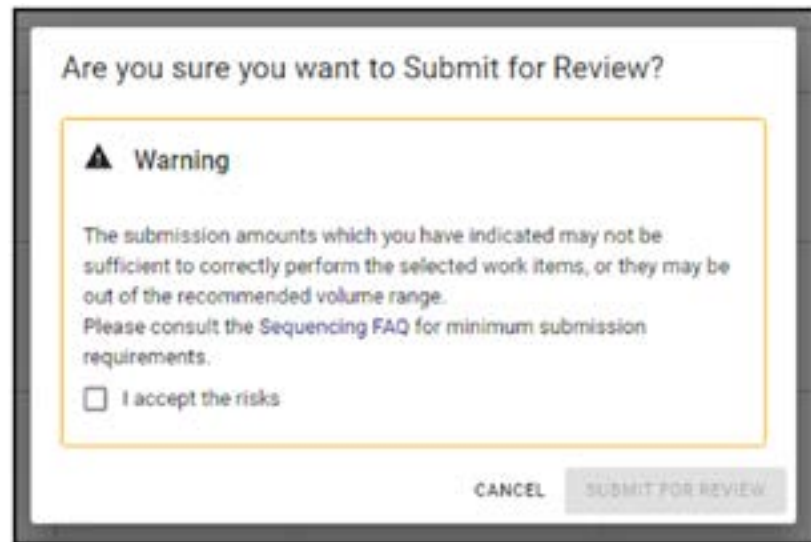 Are you sure you want to Submit for Review?
Warning
The submission amounts which you have indicated may not be
sufficient to correctly perform the selected work items, or they may be
out of the recommended volume range.
Please consult the Sequencing FAQ for minimum submission
requirements.
I accept the risks
CANCEL SUBMIT FOR REVIEW